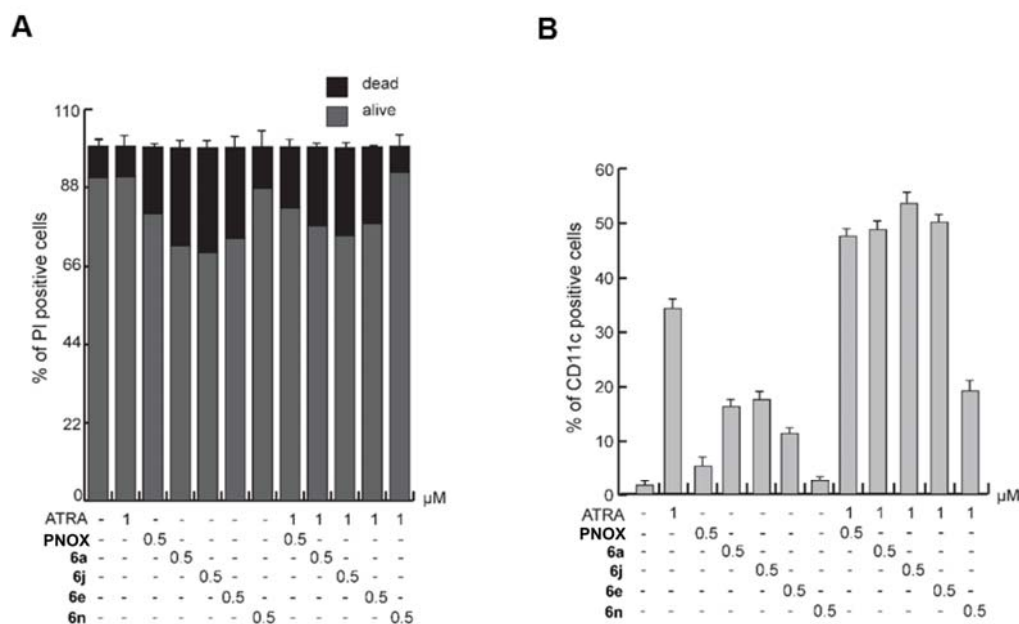 A
dead
alive
% of PI positive cells
110
88
66
44
22
0
µM
ATRA - 1 - - - - - 1 1 1 1 1
PNOX - - 0.5 - - - - 0.5 - - - -
6a - - - 0.5 - - - - 0.5 - - -
6j - - - - 0.5 - - - - 0.5 - -
6e - - - - - 0.5 - - - - 0.5 -
6n - - - - - - 0.5 - - - - 0.5
B
% of CD11c positive cells
60
50
40
30
20
10
0
µM
ATRA - 1 - - - - - 1 1 1 1 1
PNOX - - 0.5 - - - - 0.5 - - - -
6a - - - 0.5 - - - - 0.5 - - -
6j - - - - 0.5 - - - - 0.5 - -
6e - - - - - 0.5 - - - - 0.5 -
6n - - - - - - 0.5 - - - - 0.5